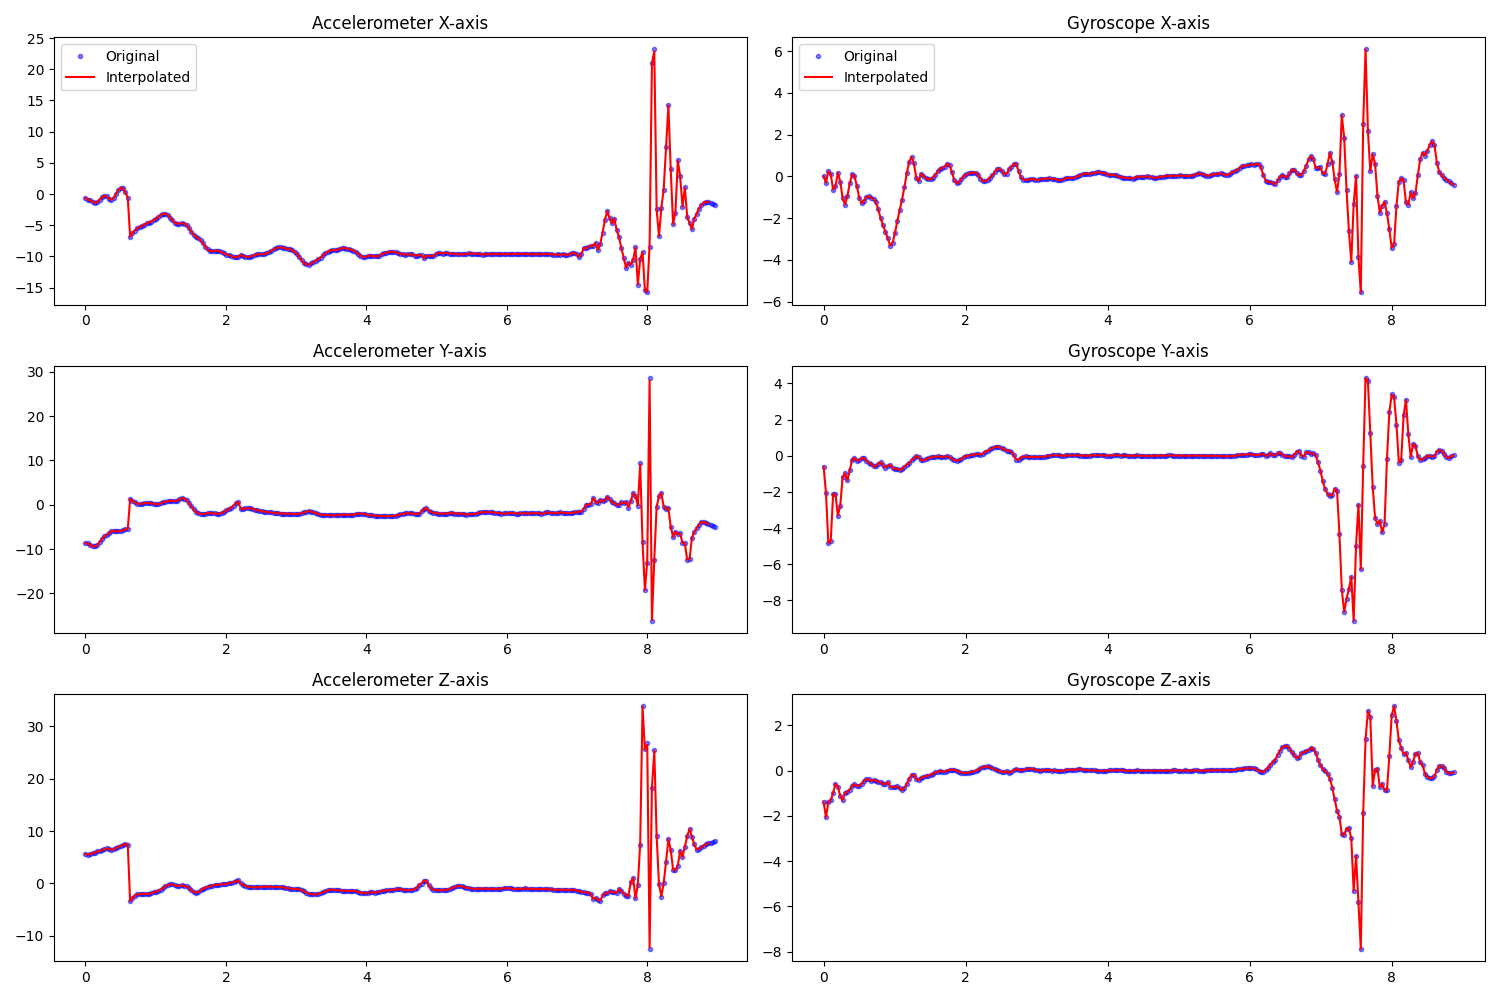 Accelerometer X-axis
25
20
15
10
5
0
−5
−10
−15
0 2 4 6 8
Original
Interpolated
Gyroscope X-axis
6
4
2
0
−2
−4
−6
0 2 4 6 8
Original
Interpolated
Accelerometer Y-axis
30
20
10
0
−10
−20
0 2 4 6 8
Gyroscope Y-axis
4
2
0
−2
−4
−6
−8
0 2 4 6 8
Accelerometer Z-axis
30
20
10
0
−10
0 2 4 6 8
Gyroscope Z-axis
2
0
−2
−4
−6
−8
0 2 4 6 8